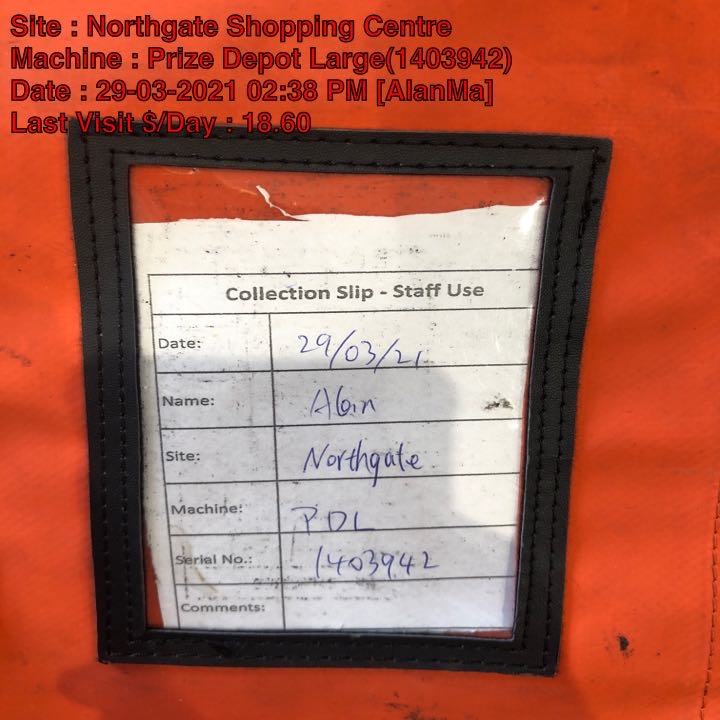 Site : Northgate Shopping Centre
Machine : Prize Depot Large(1403942)
Date : 29-03-2021 02:38 PM [AlanMa]
Last Visit $/Day : 18.60
Collection Slip - Staff Use
Date: 29/03/21
Name: Alan
Site: Northgate
Machine: PDL
Serial No.: 1403942
Comments: